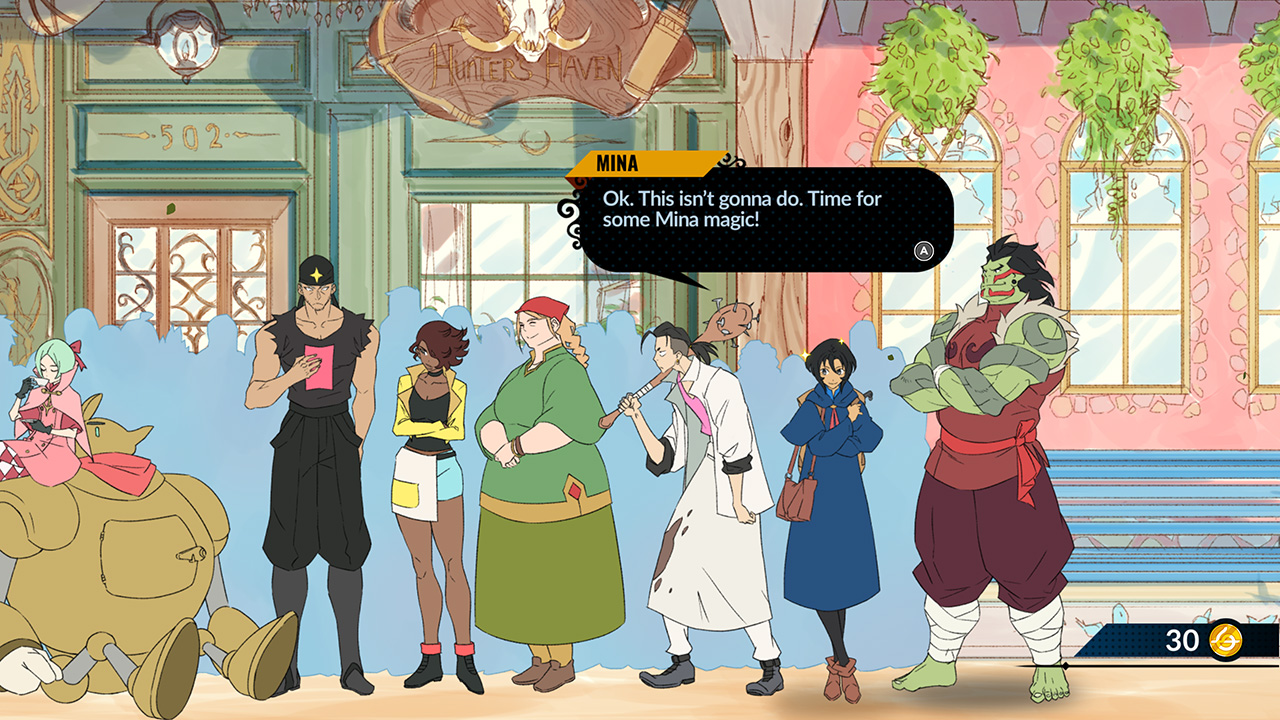 HUNTERS HAVEN
502
MINA
Ok. This isn't gonna do. Time for
some Mina magic!
A
30